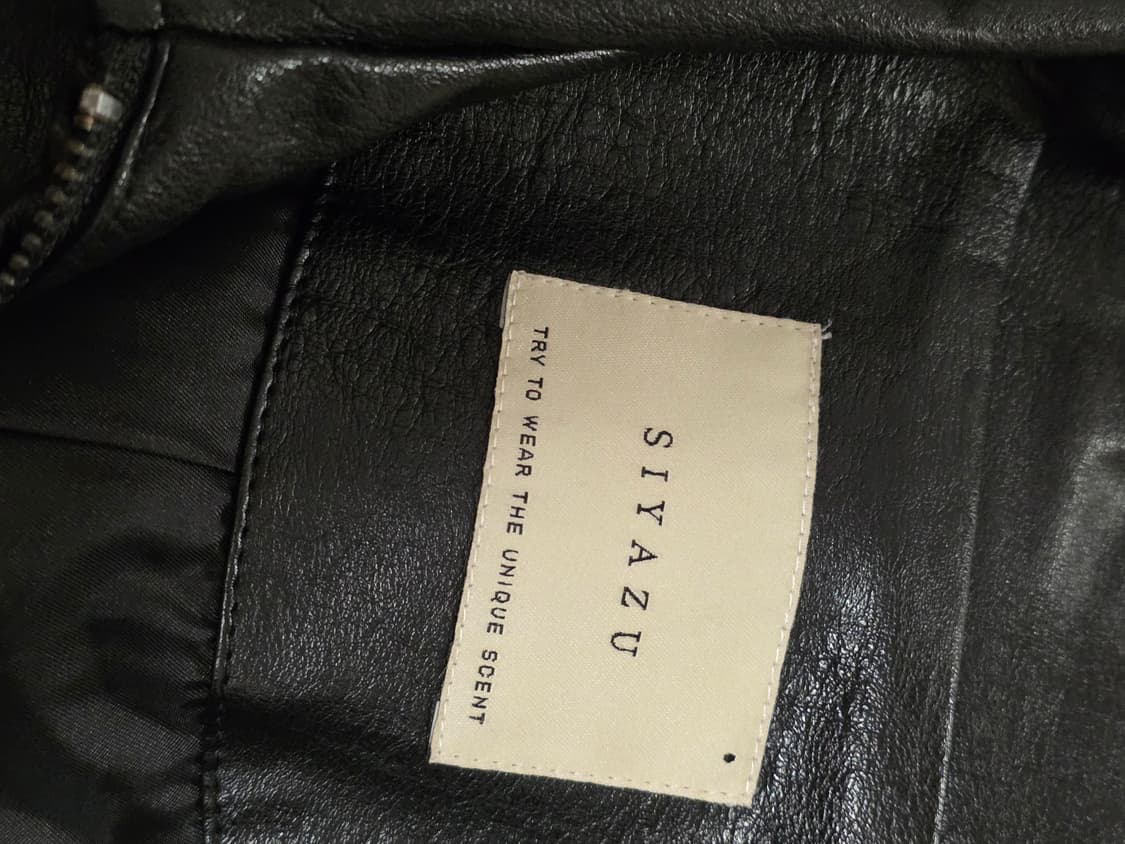 SIYAZU
TRY TO WEAR THE UNIQUE SCENT